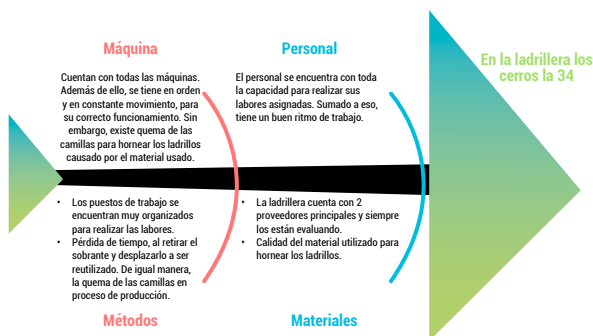 Máquina
Cuentan con todas las máquinas.
Además de ello, se tiene en orden
y en constante movimiento, para
su correcto funcionamiento. Sin
embargo, existe quema de las
camillas para hornear los ladrillos
causado por el material usado.
Personal
El personal se encuentra con toda
la capacidad para realizar sus
labores asignadas. Sumado a eso,
tiene un buen ritmo de trabajo.
En la ladrillera los
cerros la 34
• Los puestos de trabajo se
encuentran muy organizados
para realizar las labores.
• Pérdida de tiempo, al retirar el
sobrante y desplazarlo a ser
reutilizado. De igual manera,
la quema de las camillas en
proceso de producción.
Métodos
• La ladrillera cuenta con 2
proveedores principales y siempre
los están evaluando.
• Calidad del material utilizado para
hornear los ladrillos.
Materiales